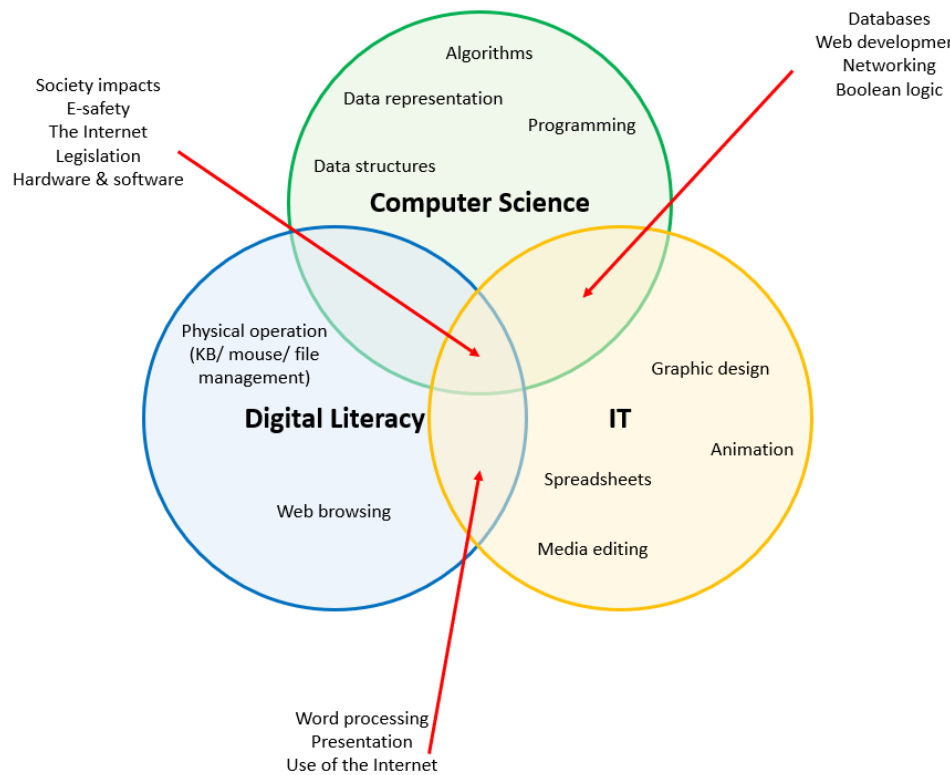 Databases
Web developmen
Networking
Boolean logic
Society impacts
E-safety
The Internet
Legislation
Hardware & software
Algorithms
Data representation
Programming
Data structures
Computer Science
Physical operation
(KB/ mouse/ file
management)
Digital Literacy
Web browsing
Graphic design
IT
Animation
Spreadsheets
Media editing
Word processing
Presentation
Use of the Internet